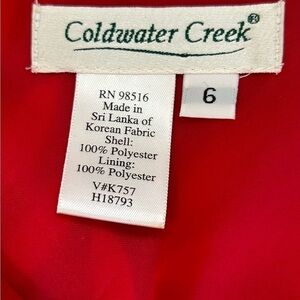 Coldwater Creek®
6
RN 98516
Made in
Sri Lanka of
Korean Fabric
Shell:
100% Polyester
Lining:
100% Polyester
V#K757
H18793